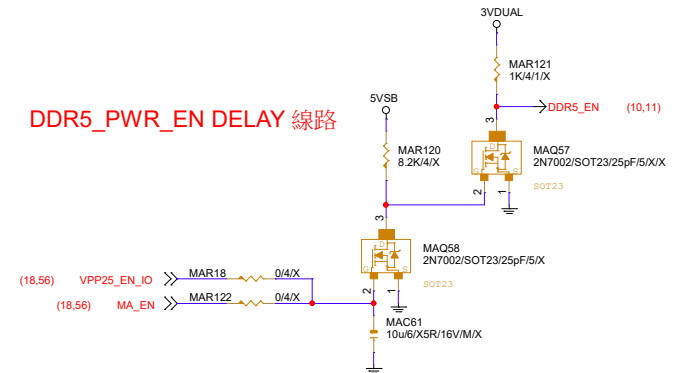 3VDUAL
MAR121
1K/4/1/X
DDR5_EN (10,11)
5VSB
DDR5_PWR_EN DELAY 線路
3
MAQ57
2N7002/SOT23/25pF/5/X/X
D
G S
SOT23
MAR120
8.2K/4/X
2 1
3
MAQ58
2N7002/SOT23/25pF/5/X
D
G S
SOT23
(18,56) VPP25_EN_IO MAR18 0/4/X
2 1
(18,56) MA_EN MAR122 0/4/X
MAC61
10u/6/X5R/16V/M/X